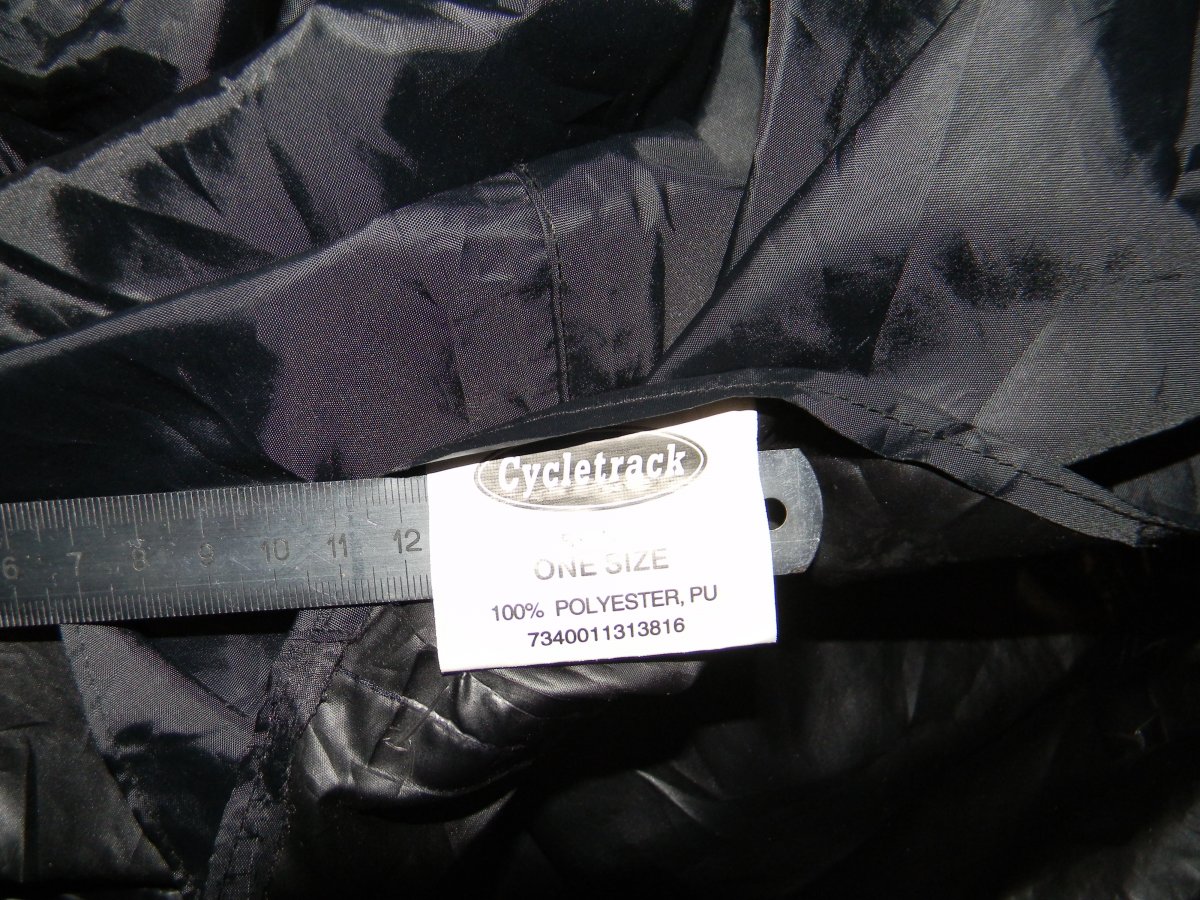 Cycletrack
ONE SIZE
100% POLYESTER, PU
7340011313816
6 7 8 9 10 11 12